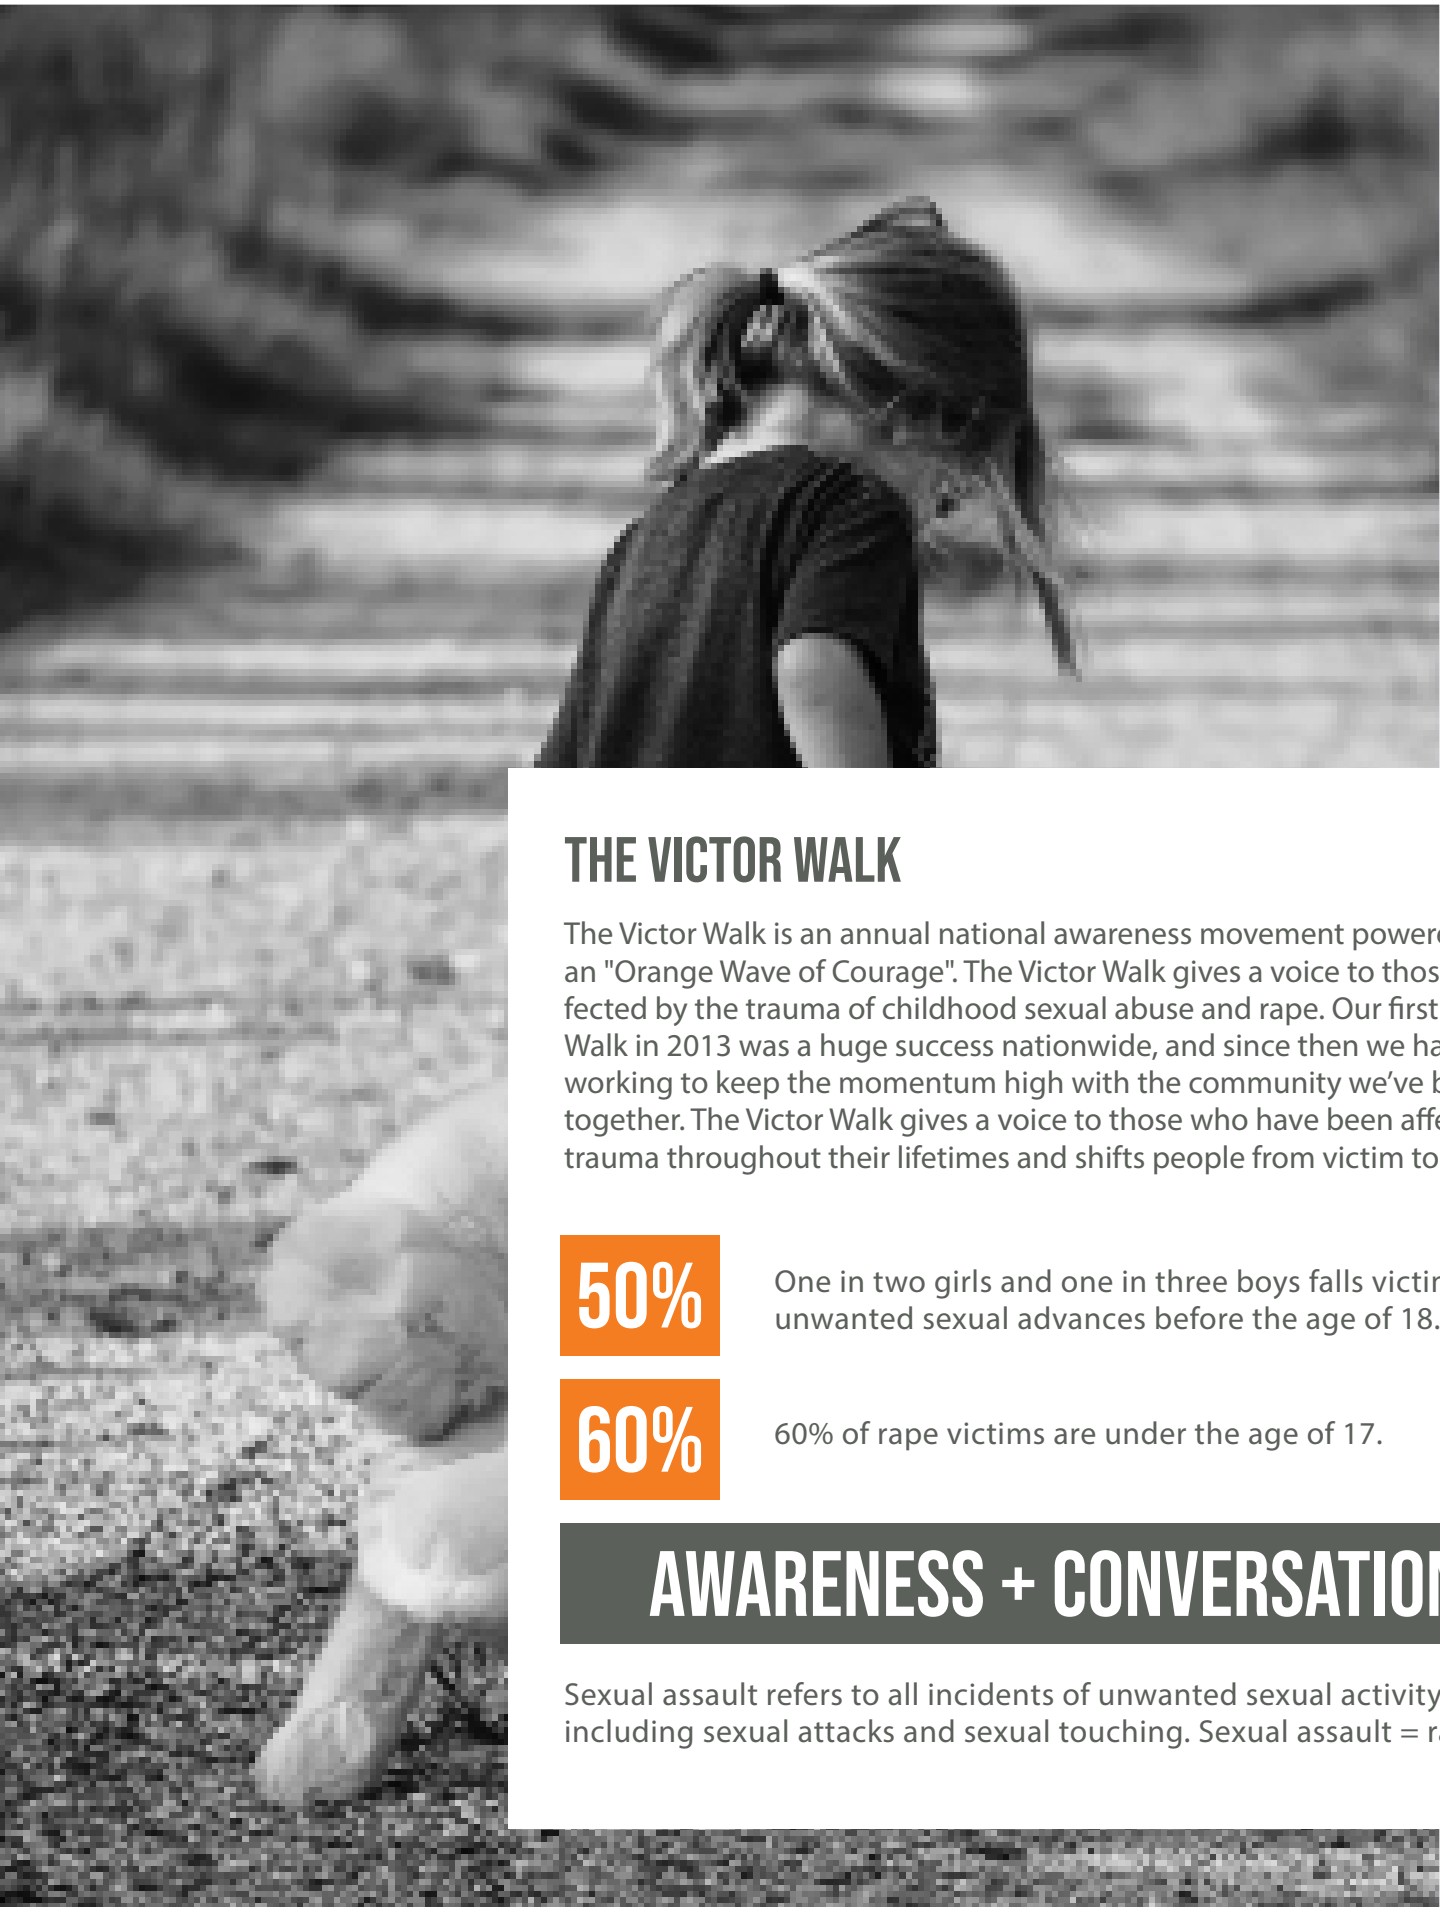 THE VICTOR WALK
The Victor Walk is an annual national awareness movement
an "Orange Wave of Courage". The Victor Walk gives a voice to
fected by the trauma of childhood sexual abuse and rape. Our first
Walk in 2013 was a huge success nationwide, and since then we
working to keep the momentum high with the community we've
together. The Victor Walk gives a voice to those who have been
trauma throughout their lifetimes and shifts people from victim to
50%
One in two girls and one in three boys falls
unwanted sexual advances before the age of 18.
60%
60% of rape victims are under the age of 17.
AWARENESS +
Sexual assault refers to all incidents of unwanted sexual activity
including sexual attacks and sexual touching. Sexual assault =